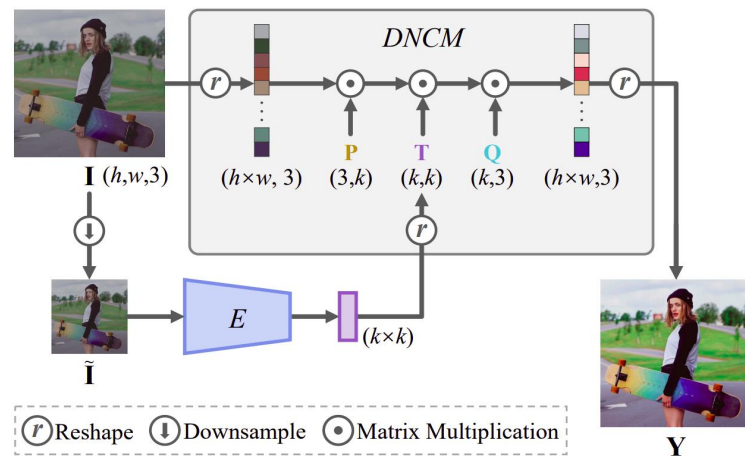 DNCM
r
r
P
T
Q
I (h,w,3)
(h×w, 3)
(3,k)
(k,k)
(k,3)
(h×w,3)
r
E
(k×k)
Ĩ
r Reshape
Downsample
Matrix Multiplication
Y